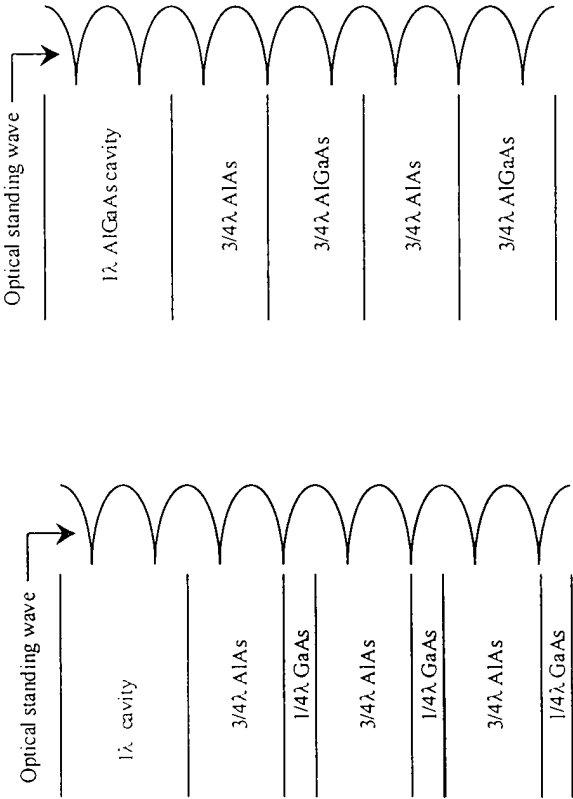 Optical standing wave
1λ AlGaAs cavity
3/4λ AlAs
3/4λ AlGaAs
3/4λ AlAs
3/4λ AlGaAs
Optical standing wave
1λ cavity
3/4λ AlAs
1/4λ GaAs
3/4λ AlAs
1/4λ GaAs
3/4λ AlAs
1/4λ GaAs